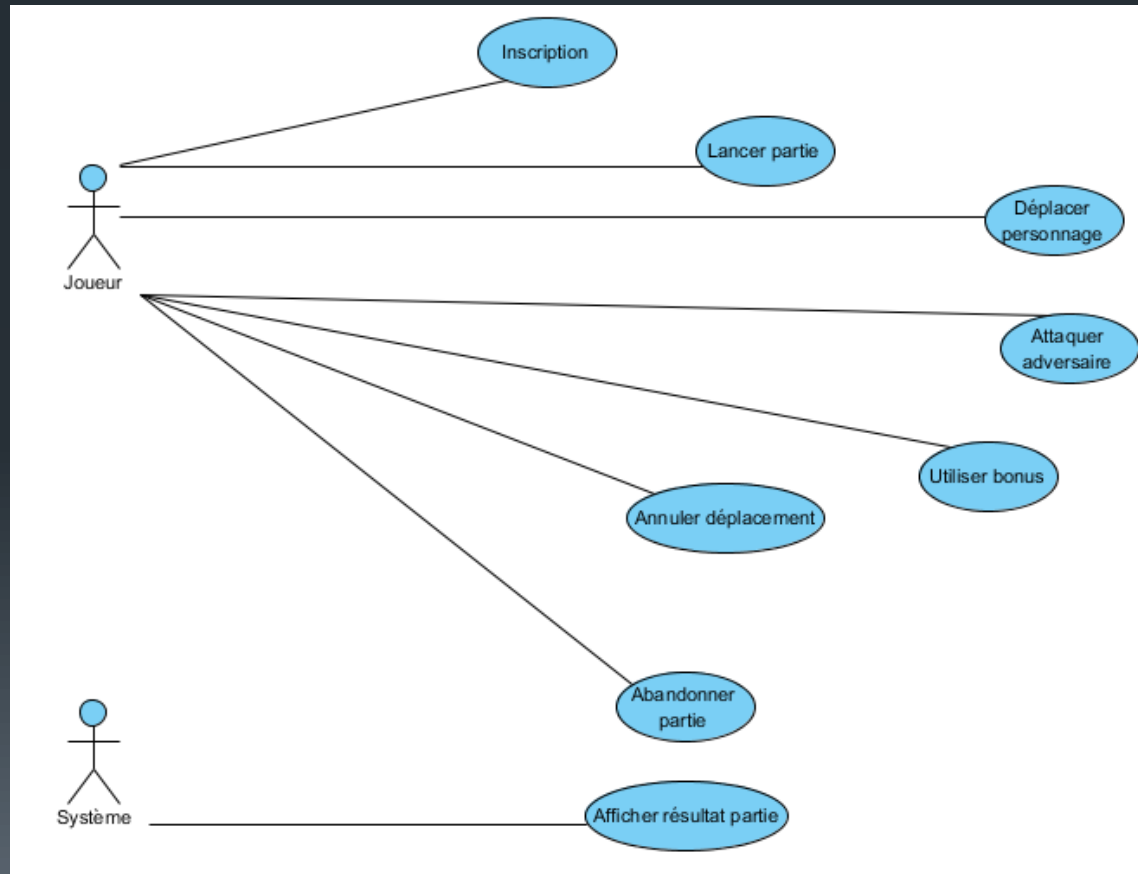 Inscription
Lancer partie
Déplacer
personnage
Joueur
Attaquer
adversaire
Utiliser bonus
Annuler déplacement
Abandonner
partie
Système
Afficher résultat partie